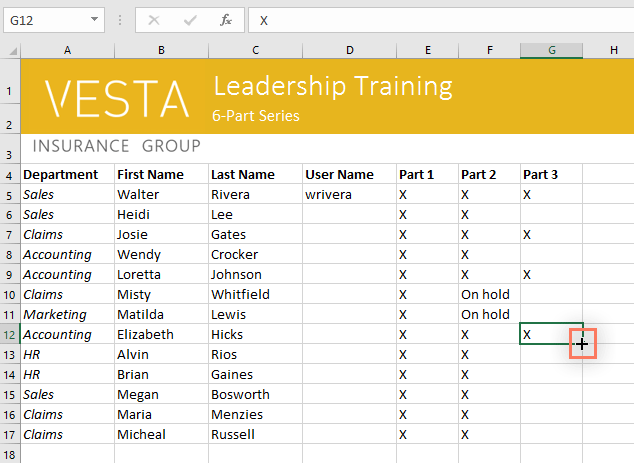 G12 fx X
A B C D E F G H
1 VESTA Leadership Training
2 6-Part Series
3 INSURANCE GROUP
4 Department First Name Last Name User Name Part 1 Part 2 Part 3
5 Sales Walter Rivera wrivera X X X
6 Sales Heidi Lee X X
7 Claims Josie Gates X X X
8 Accounting Wendy Crocker X X
9 Accounting Loretta Johnson X X X
10 Claims Misty Whitfield X On hold
11 Marketing Matilda Lewis X On hold
12 Accounting Elizabeth Hicks X X X
13 HR Alvin Rios X X
14 HR Brian Gaines X X
15 Sales Megan Bosworth X X
16 Claims Maria Menzies X X
17 Claims Micheal Russell X X
18